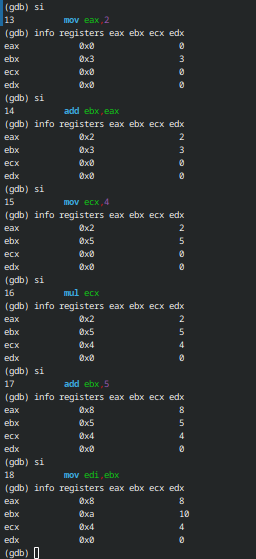 (gdb) si
13 mov eax,2
(gdb) info registers eax ebx ecx edx
eax 0x0 0
ebx 0x3 3
ecx 0x0 0
edx 0x0 0
(gdb) si
14 add ebx,eax
(gdb) info registers eax ebx ecx edx
eax 0x2 2
ebx 0x3 3
ecx 0x0 0
edx 0x0 0
(gdb) si
15 mov ecx,4
(gdb) info registers eax ebx ecx edx
eax 0x2 2
ebx 0x5 5
ecx 0x0 0
edx 0x0 0
(gdb) si
16 mul ecx
(gdb) info registers eax ebx ecx edx
eax 0x2 2
ebx 0x5 5
ecx 0x4 4
edx 0x0 0
(gdb) si
17 add ebx,5
(gdb) info registers eax ebx ecx edx
eax 0x8 8
ebx 0x5 5
ecx 0x4 4
edx 0x0 0
(gdb) si
18 mov edi,ebx
(gdb) info registers eax ebx ecx edx
eax 0x8 8
ebx 0xa 10
ecx 0x4 4
edx 0x0 0
(gdb)